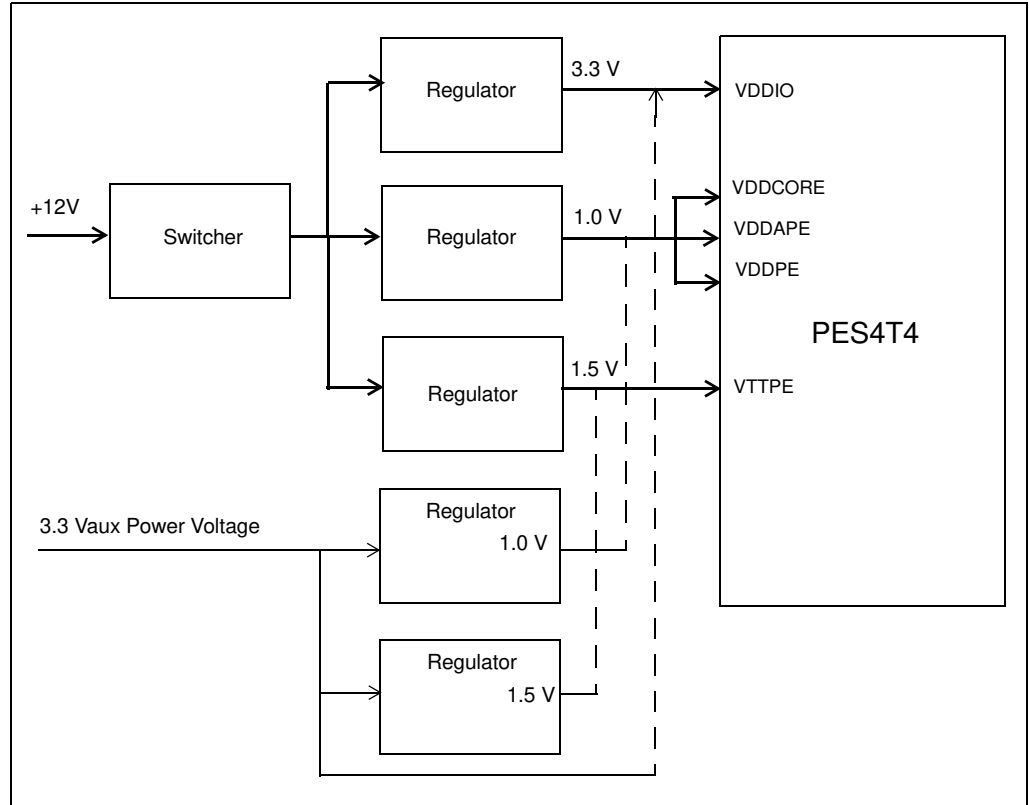 Regulator
3.3 V
VDDIO
+12V
Switcher
Regulator
1.0 V
VDDCORE
VDDAPE
VDDPE
PES4T4
Regulator
1.5 V
VTTPE
3.3 Vaux Power Voltage
Regulator
1.0 V
Regulator
1.5 V